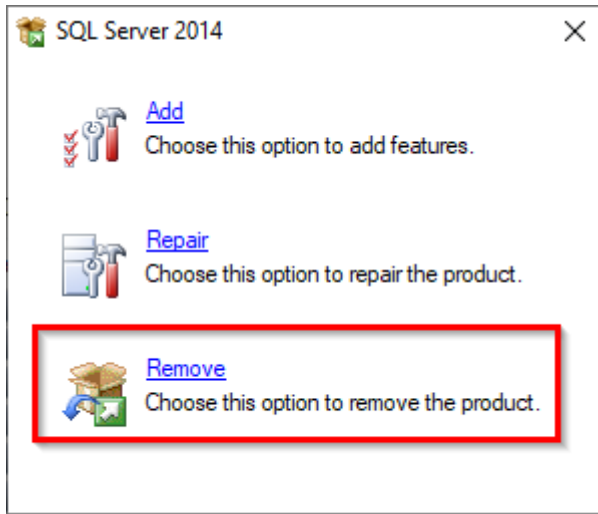 SQL Server 2014
Add
Choose this option to add features.
Repair
Choose this option to repair the product.
Remove
Choose this option to remove the product.